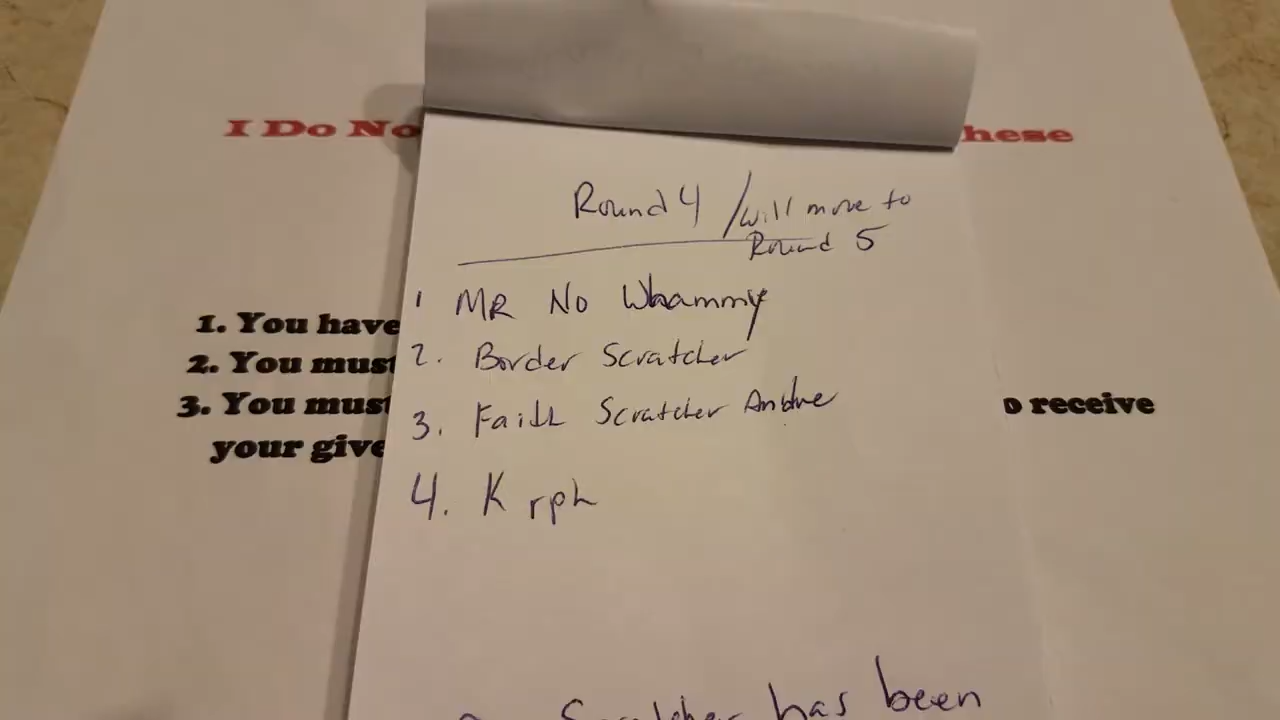 I Do No
hese
Round 4 / will move to
Round 5
1 MR No Whammy
2. Border Scratcher
3. Faith Scratcher Andre
4. K rph
1. You have
2. You must
3. You must
o receive
your give
Scratcher has been